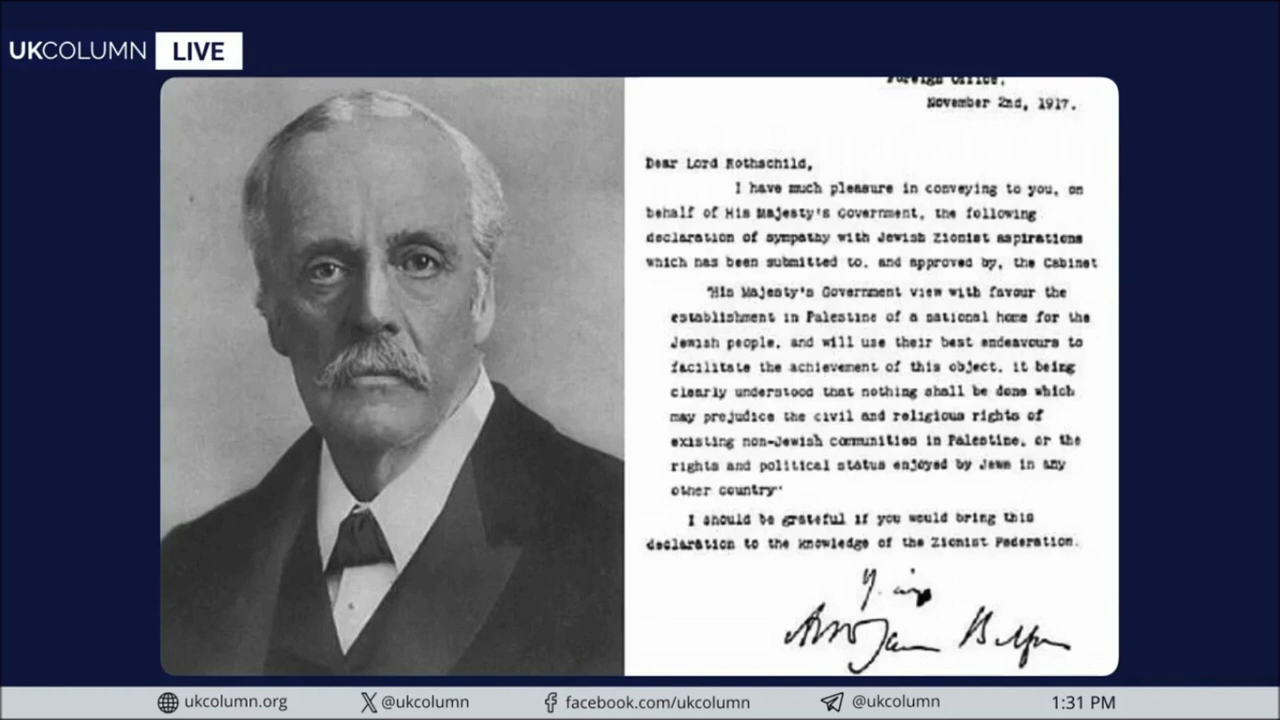 UKCOLUMN LIVE
Foreign Office,
November 2nd, 1917.
Dear Lord Rothschild,
I have much pleasure in conveying to you, on
behalf of His Majesty's Government, the following
declaration of sympathy with Jewish Zionist aspirations
which has been submitted to, and approved by, the Cabinet
"His Majesty's Government view with favour the
establishment in Palestine of a national home for the
Jewish people, and will use their best endeavours to
facilitate the achievement of this object, it being
clearly understood that nothing shall be done which
may prejudice the civil and religious rights of
existing non-Jewish communities in Palestine, or the
rights and political status enjoyed by Jews in any
other country"
I should be grateful if you would bring this
declaration to the knowledge of the Zionist Federation.
ukcolumn.org @ukcolumn facebook.com/ukcolumn @ukcolumn 1:31 PM